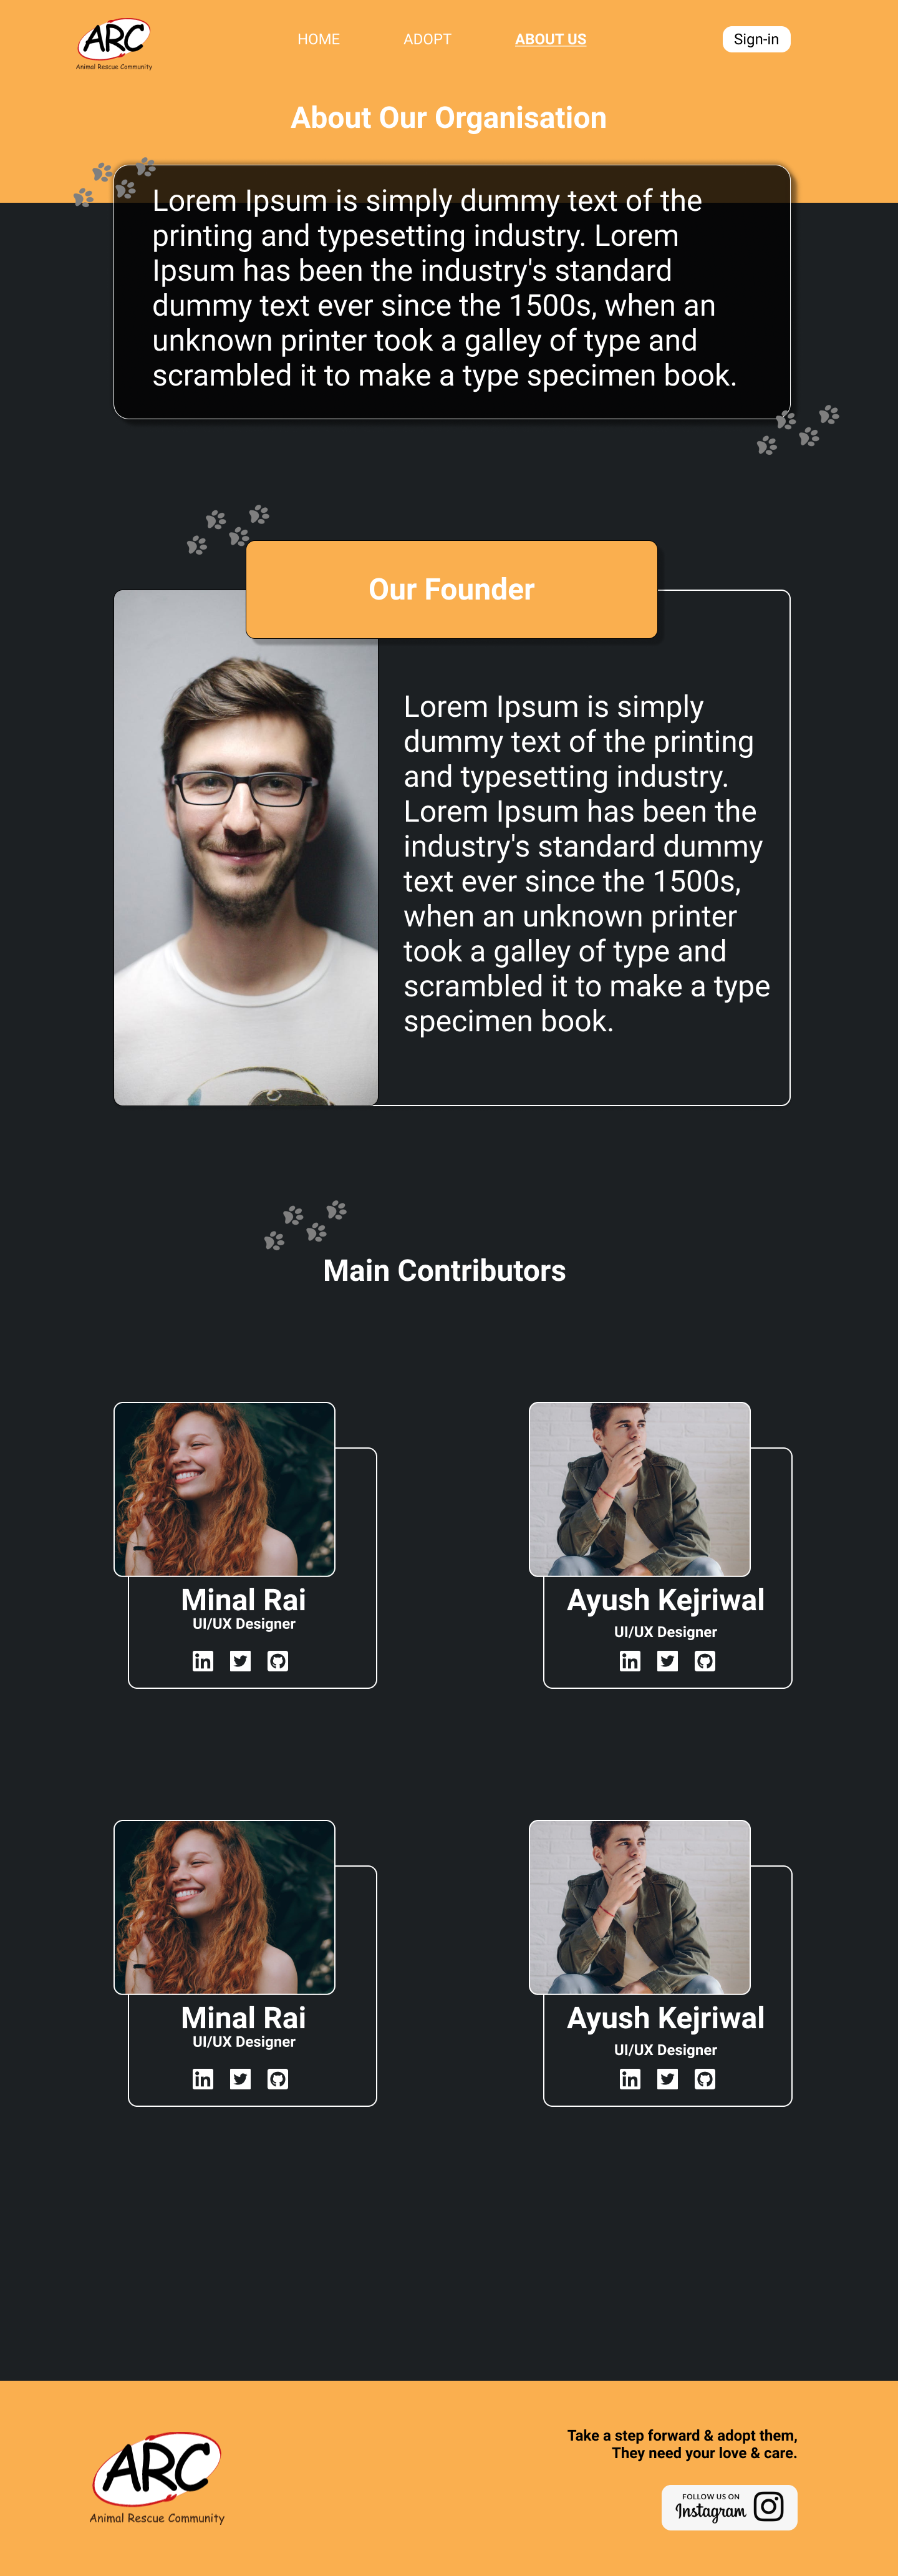 ARC
Animal Rescue Community
HOME
ADOPT
ABOUT US
Sign-in
About Our Organisation
Lorem Ipsum is simply dummy text of the
printing and typesetting industry. Lorem
Ipsum has been the industry's standard
dummy text ever since the 1500s, when an
unknown printer took a galley of type and
scrambled it to make a type specimen book.
Our Founder
Lorem Ipsum is simply
dummy text of the printing
and typesetting industry.
Lorem Ipsum has been the
industry's standard dummy
text ever since the 1500s,
when an unknown printer
took a galley of type and
scrambled it to make a type
specimen book.
Main Contributors
Minal Rai
UI/UX Designer
in
Ayush Kejriwal
UI/UX Designer
in
Minal Rai
UI/UX Designer
in
Ayush Kejriwal
UI/UX Designer
in
ARC
Animal Rescue Community
Take a step forward & adopt them,
They need your love & care.
FOLLOW US ON
Instagram